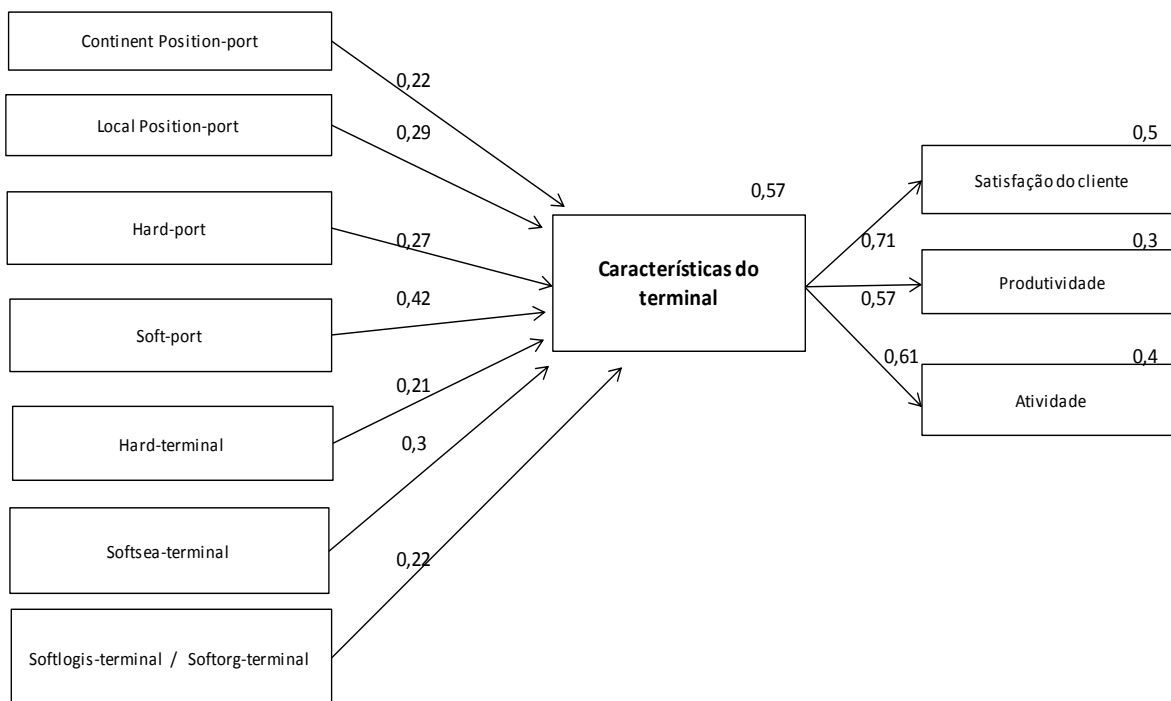 Continent Position-port
0,22
Local Position-port
0,29
Hard-port
0,27
Soft-port
0,42
Hard-terminal
0,21
Softsea-terminal
0,3
Softlogis-terminal / Softorg-terminal
0,22
0,57
Características do
terminal
0,71
0,57
0,61
0,5
Satisfação do cliente
0,3
Produtividade
0,4
Atividade